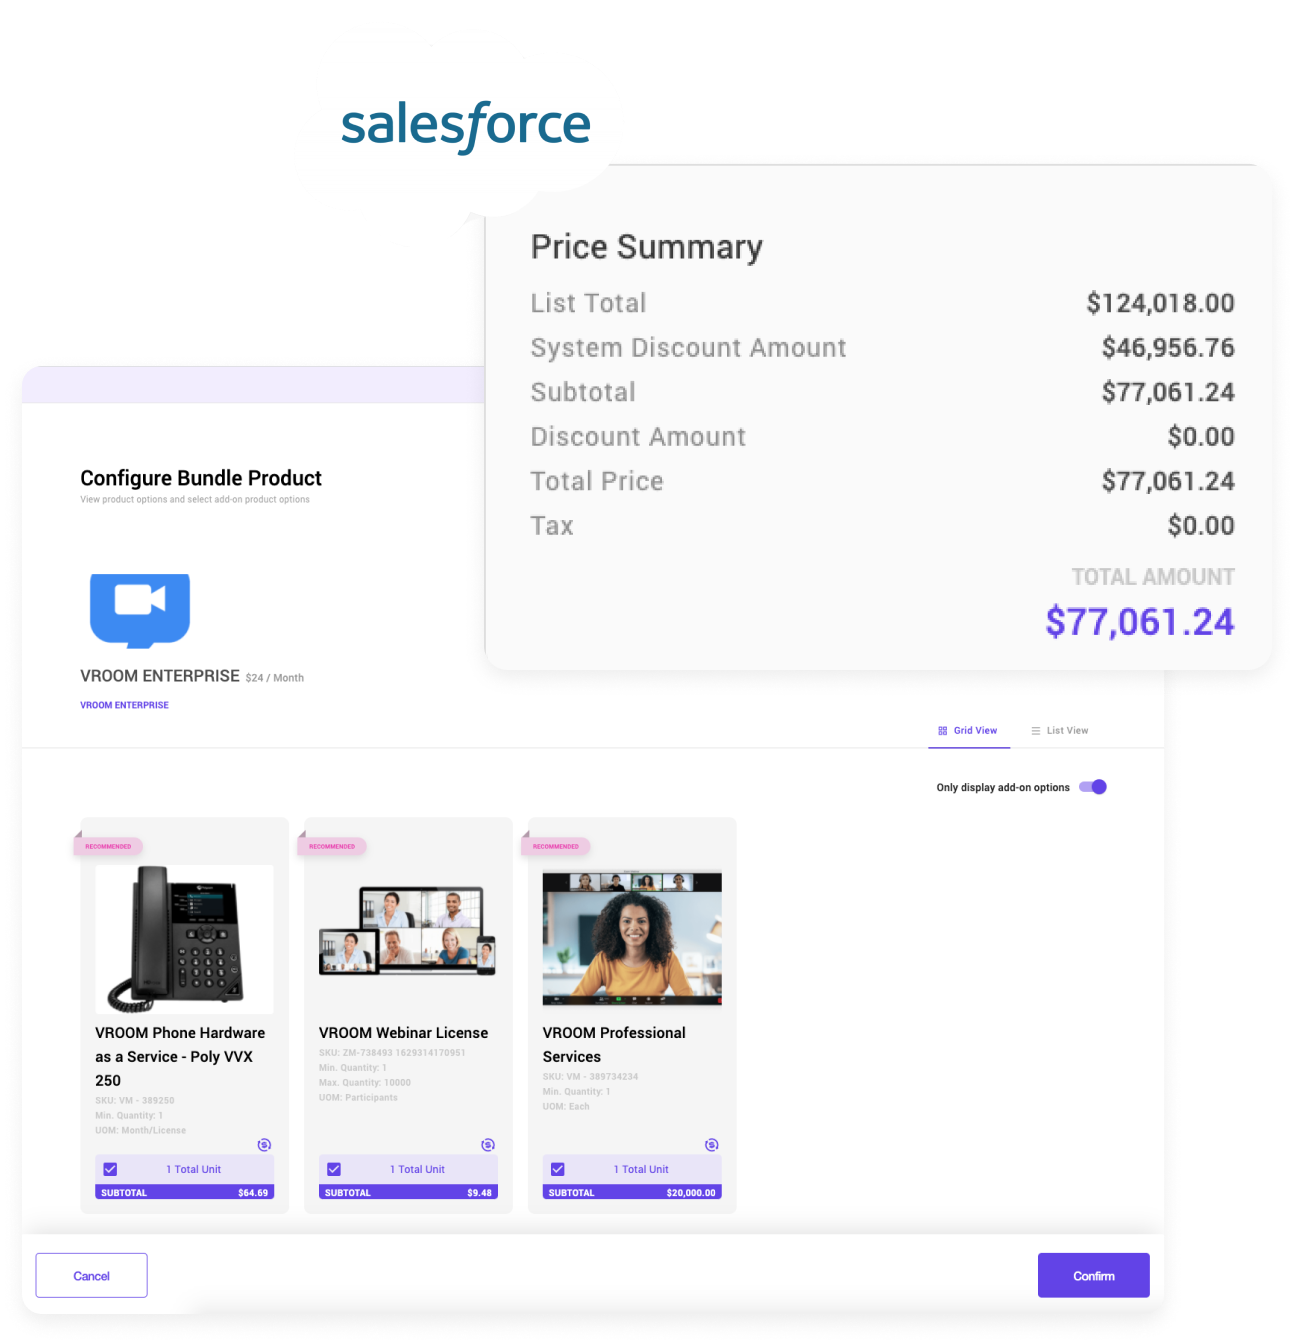 salesforce
Price Summary
List Total $124,018.00
System Discount Amount $46,956.76
Subtotal $77,061.24
Discount Amount $0.00
Total Price $77,061.24
Tax $0.00
TOTAL AMOUNT
$77,061.24
Configure Bundle Product
View product options and select add-on product options
VROOM ENTERPRISE $24 / Month
VROOM ENTERPRISE
Grid View List View
Only display add-on options
RECOMMENDED
VROOM Phone Hardware
as a Service - Poly VVX
250
SKU: VM - 389250
Min. Quantity: 1
UOM: Month/License
1 Total Unit
SUBTOTAL $64.69
RECOMMENDED
VROOM Webinar License
SKU: ZM-738493 1629314170951
Min. Quantity: 1
Max. Quantity: 10000
UOM: Participants
1 Total Unit
SUBTOTAL $9.48
RECOMMENDED
VROOM Professional
Services
SKU: VM - 389734234
Min. Quantity: 1
UOM: Each
1 Total Unit
SUBTOTAL $20,000.00
Cancel Confirm